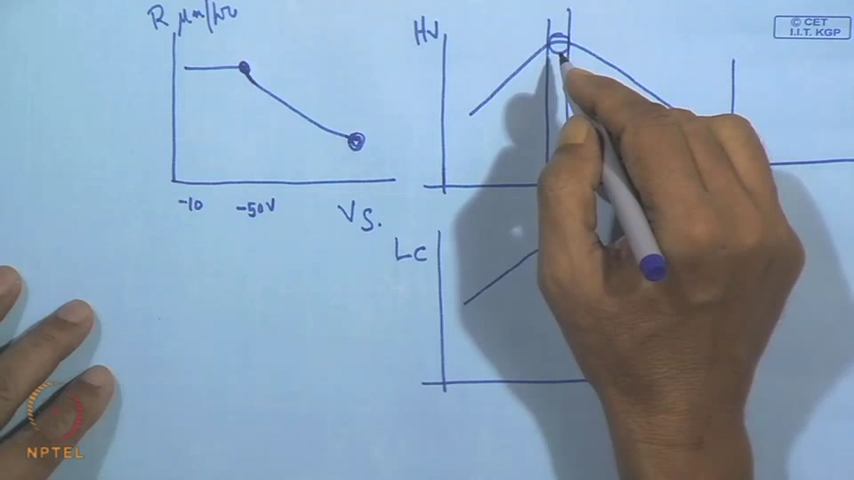 R μm/hr
-10
-50V
VS.
HV
LC
© CET
I.I.T. KGP
NPTEL